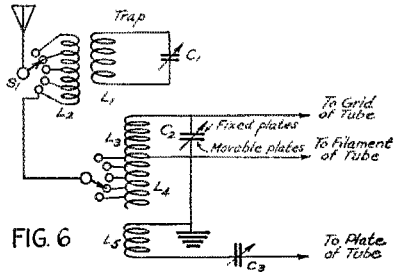 Trap
C1
S1
L2
L1
To Grid of Tube
L3
C2
Fixed plates
Movable plates
To Filament of Tube
L4
FIG. 6
L5
C3
To Plate of Tube